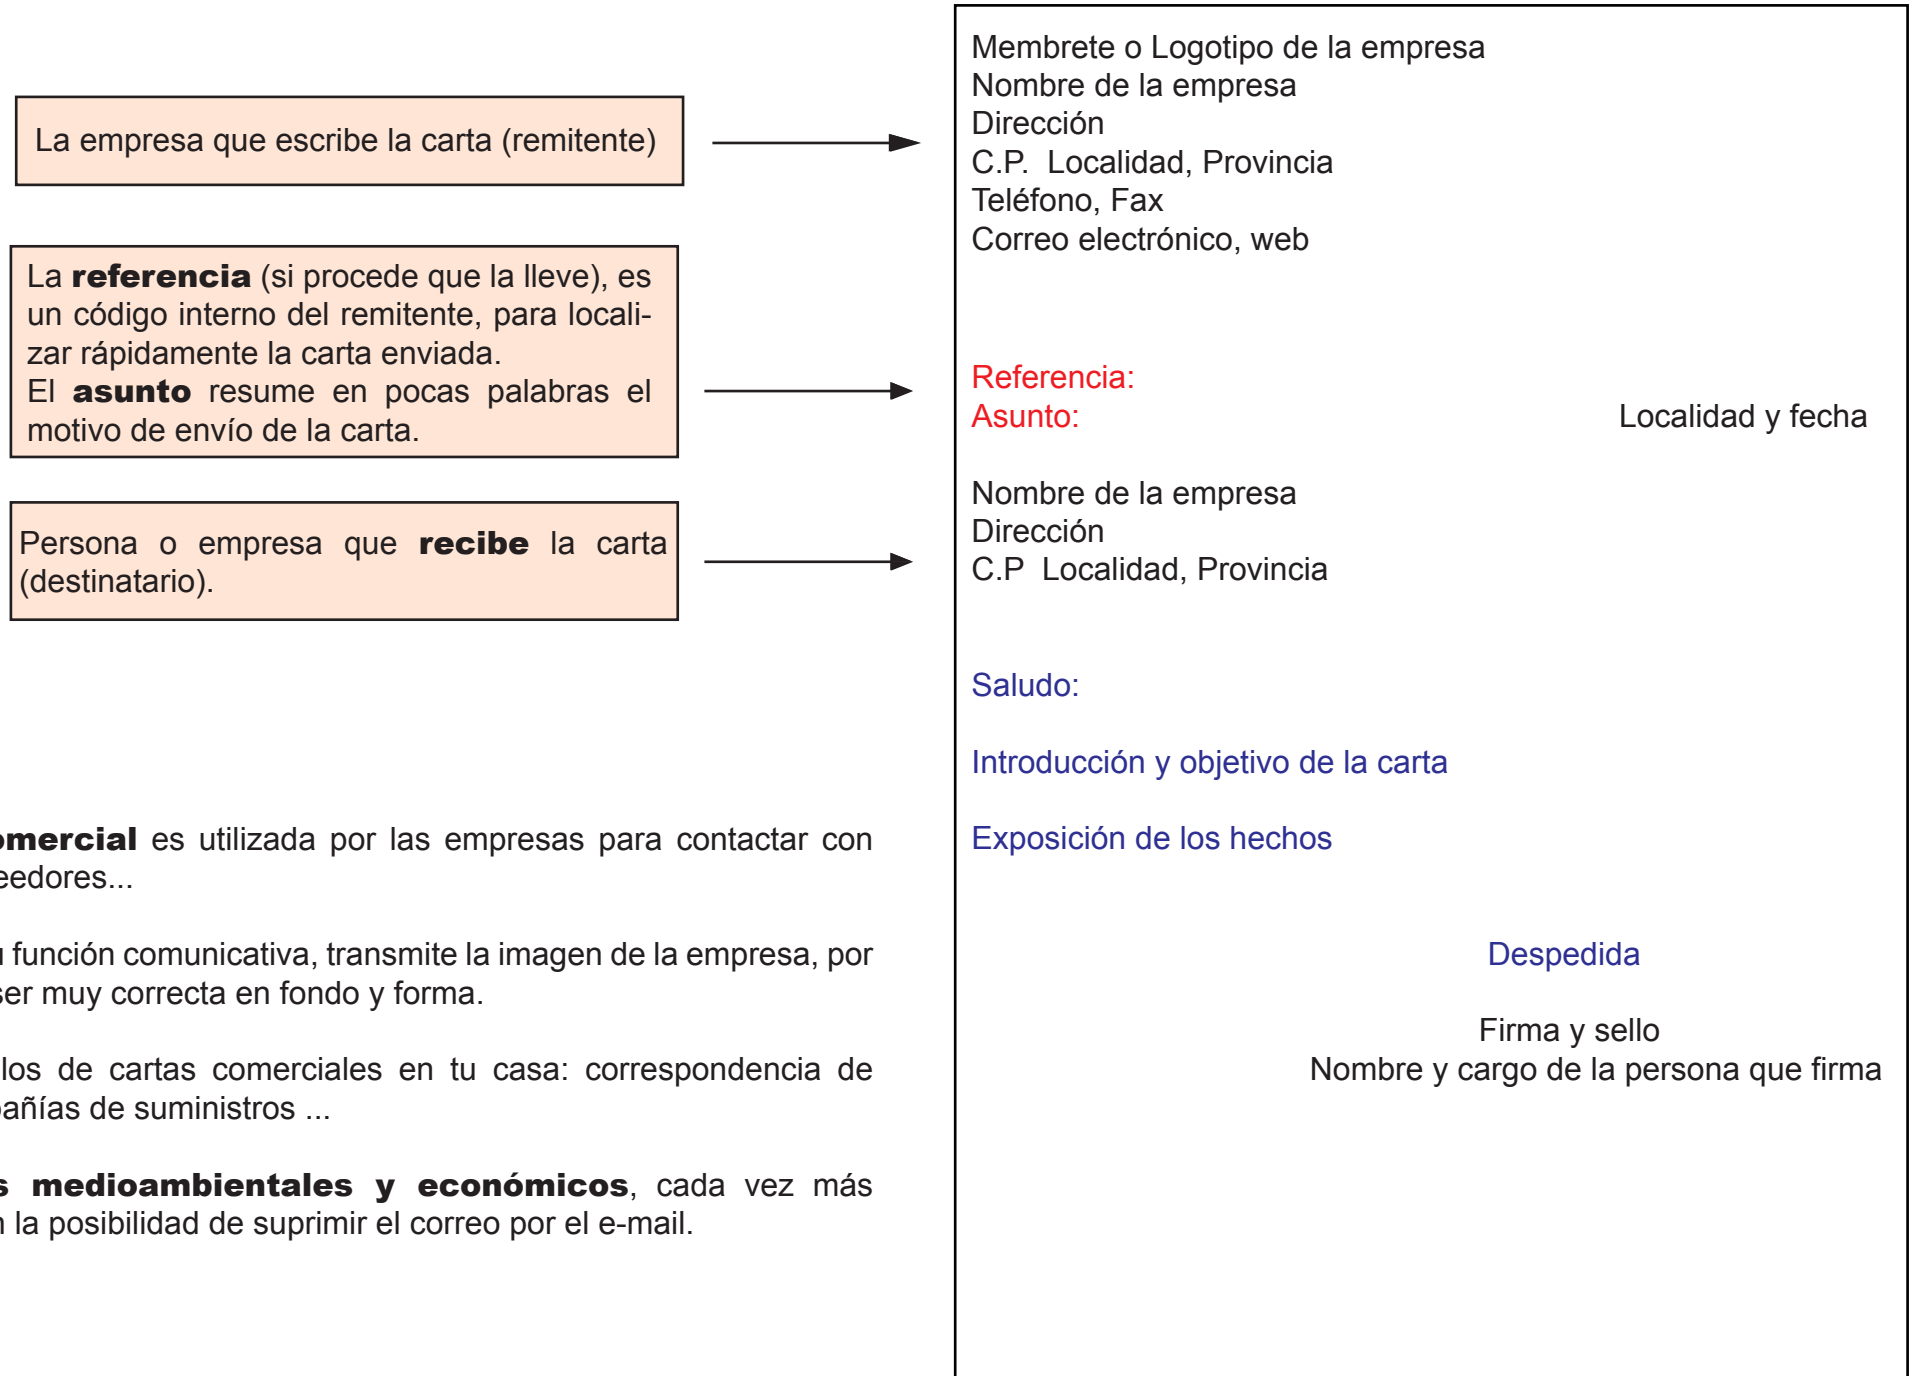 La empresa que escribe la carta (remitente)
La referencia (si procede que la lleve), es
un código interno del remitente, para locali-
zar rápidamente la carta enviada.
El asunto resume en pocas palabras el
motivo de envío de la carta.
Persona o empresa que recibe la carta
(destinatario).
omercial es utilizada por las empresas para contactar con
eedores...
u función comunicativa, transmite la imagen de la empresa, por
ser muy correcta en fondo y forma.
los de cartas comerciales en tu casa: correspondencia de
pañías de suministros ...
s medioambientales y económicos, cada vez más
n la posibilidad de suprimir el correo por el e-mail.
Membrete o Logotipo de la empresa
Nombre de la empresa
Dirección
C.P. Localidad, Provincia
Teléfono, Fax
Correo electrónico, web
Referencia:
Asunto: Localidad y fecha
Nombre de la empresa
Dirección
C.P Localidad, Provincia
Saludo:
Introducción y objetivo de la carta
Exposición de los hechos
Despedida
Firma y sello
Nombre y cargo de la persona que firma